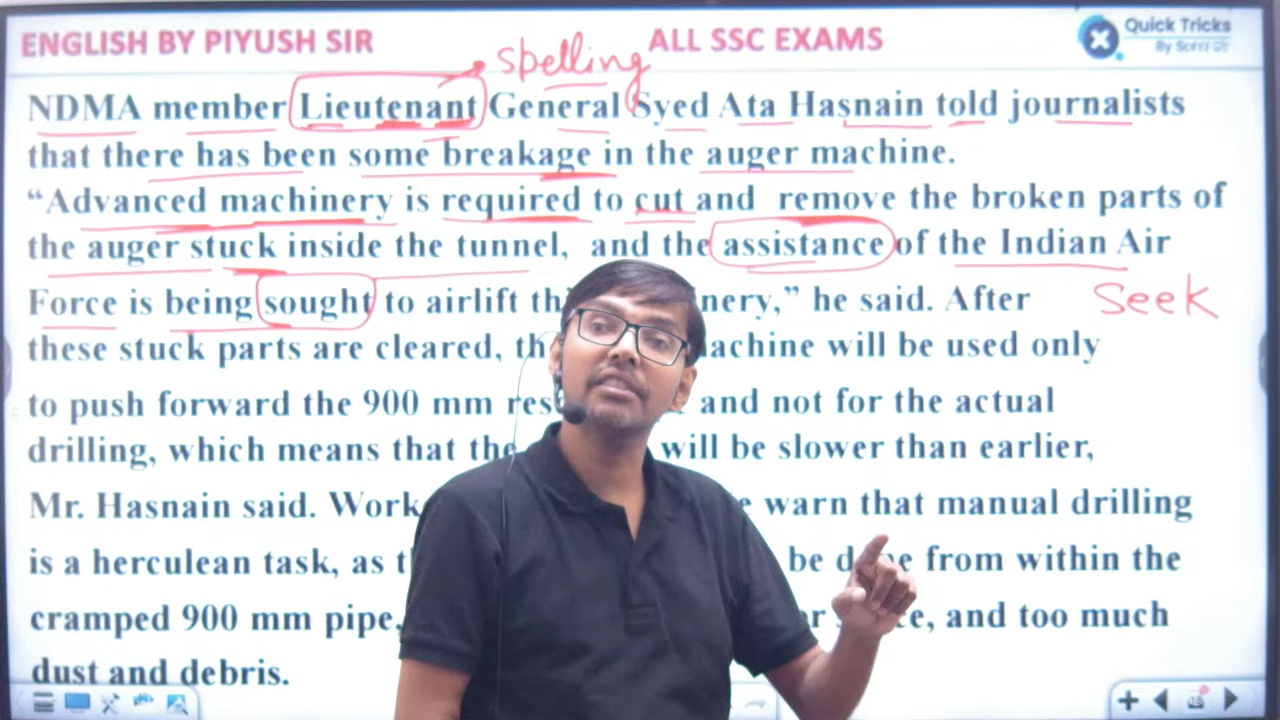 ENGLISH BY PIYUSH SIR
ALL SSC EXAMS
Quick Tricks
spelling
NDMA member Lieutenant General Syed Ata Hasnain told journalists
that there has been some breakage in the auger machine.
“Advanced machinery is required to cut and remove the broken parts of
the auger stuck inside the tunnel, and the assistance of the Indian Air
Force is being sought to airlift he said. After
Seek
these stuck parts are cleared, machine will be used only
to push forward the 900 mm and not for the actual
drilling, which means that the will be slower than earlier,
Mr. Hasnain said. warn that manual drilling
is a herculean task, as be done from within the
cramped 900 mm pipe, and too much
dust and debris.